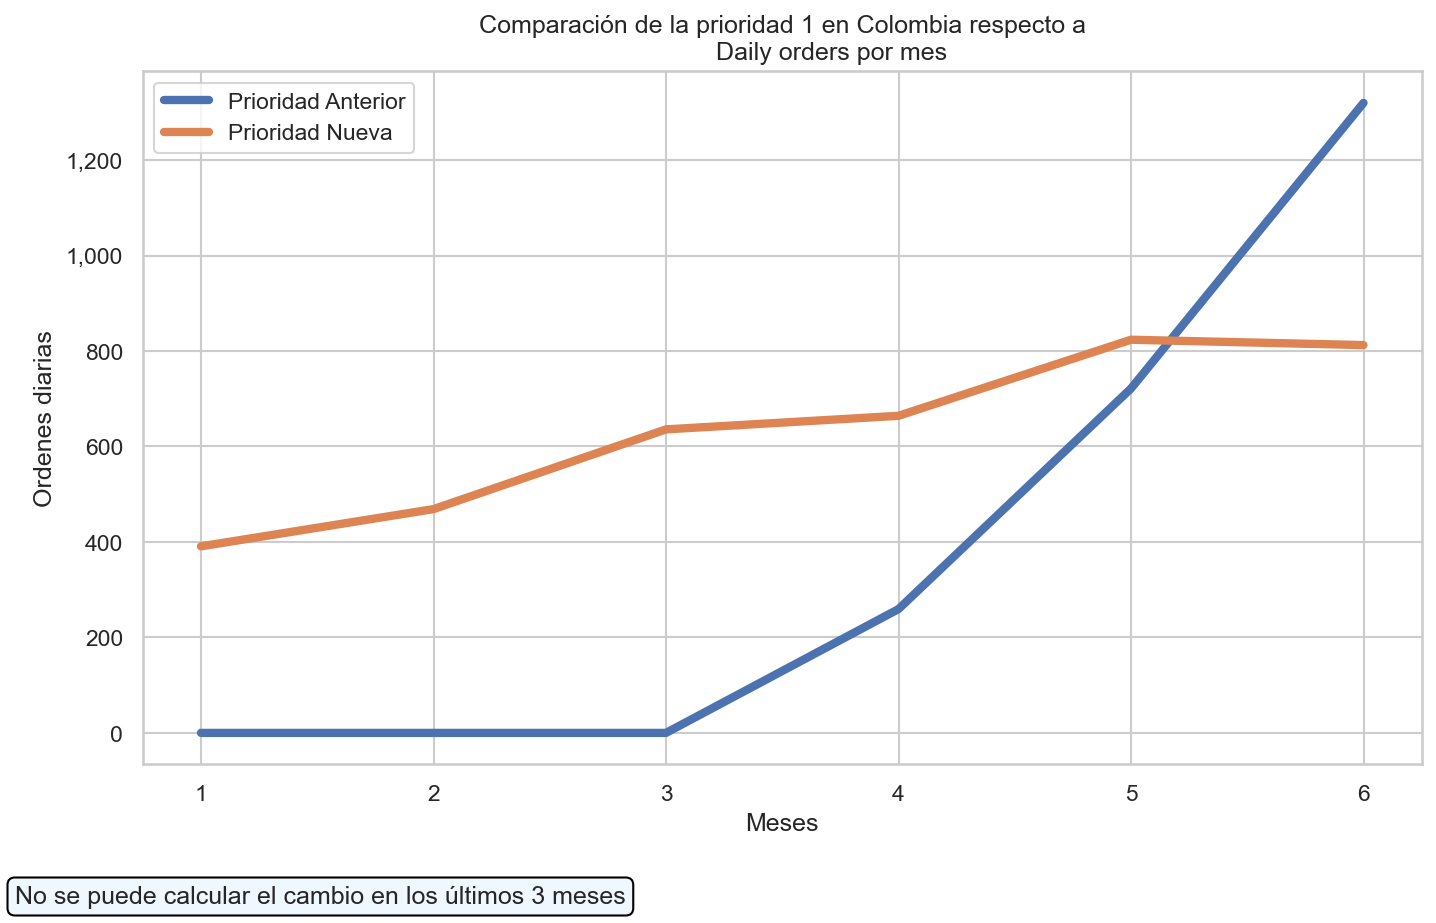 Comparación de la prioridad 1 en Colombia respecto a
Daily orders por mes
Prioridad Anterior
Prioridad Nueva
1,200
1,000
800
600
400
200
0
Ordenes diarias
1 2 3 4 5 6
Meses
No se puede calcular el cambio en los últimos 3 meses